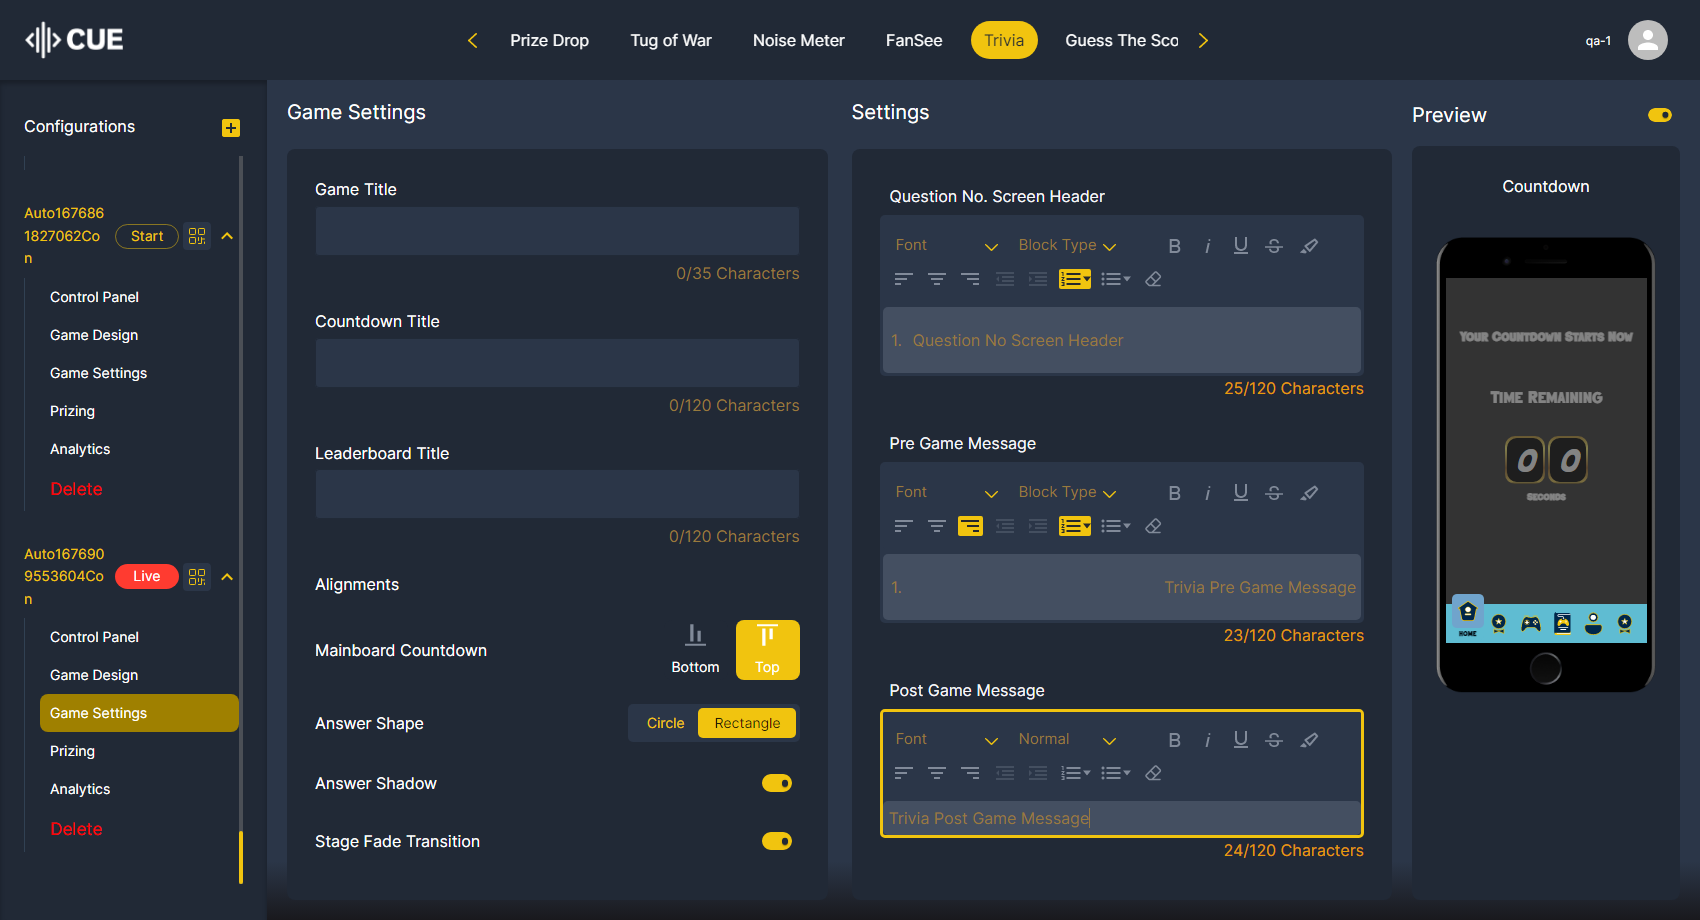 CUE
Prize Drop
Tug of War
Noise Meter
FanSee
Trivia
Guess The Sco
qa-1
Configurations
Auto167686
1827062Co
n
Start
Control Panel
Game Design
Game Settings
Prizing
Analytics
Delete
Auto167690
9553604Co
n
Live
Control Panel
Game Design
Game Settings
Prizing
Analytics
Delete
Game Settings
Game Title
0/35 Characters
Countdown Title
0/120 Characters
Leaderboard Title
0/120 Characters
Alignments
Mainboard Countdown
Bottom
Top
Answer Shape
Circle
Rectangle
Answer Shadow
Stage Fade Transition
Settings
Question No. Screen Header
Font
Block Type
B i U S
1. Question No Screen Header
25/120 Characters
Pre Game Message
Font
Block Type
B i U S
1. Trivia Pre Game Message
23/120 Characters
Post Game Message
Font
Normal
B i U S
Trivia Post Game Message
24/120 Characters
Preview
Countdown
Your Countdown Starts Now
Time Remaining
0 0
Seconds
HOME